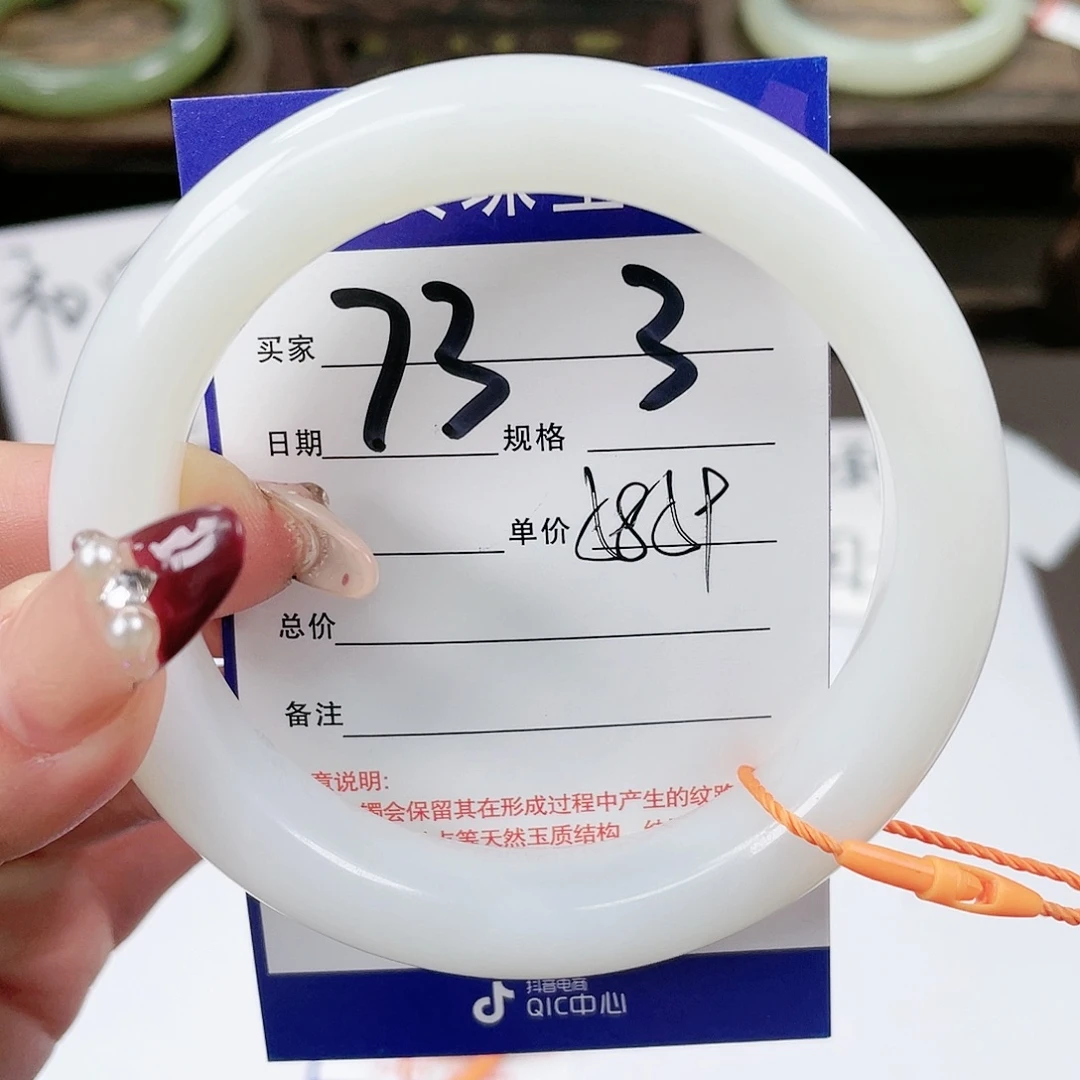 73 3
买家
日期 规格
单价
总价
备注
意说明:
镯会保留其在形成过程中产生的纹路
等天然玉质结构
抖音电商
QIC中心